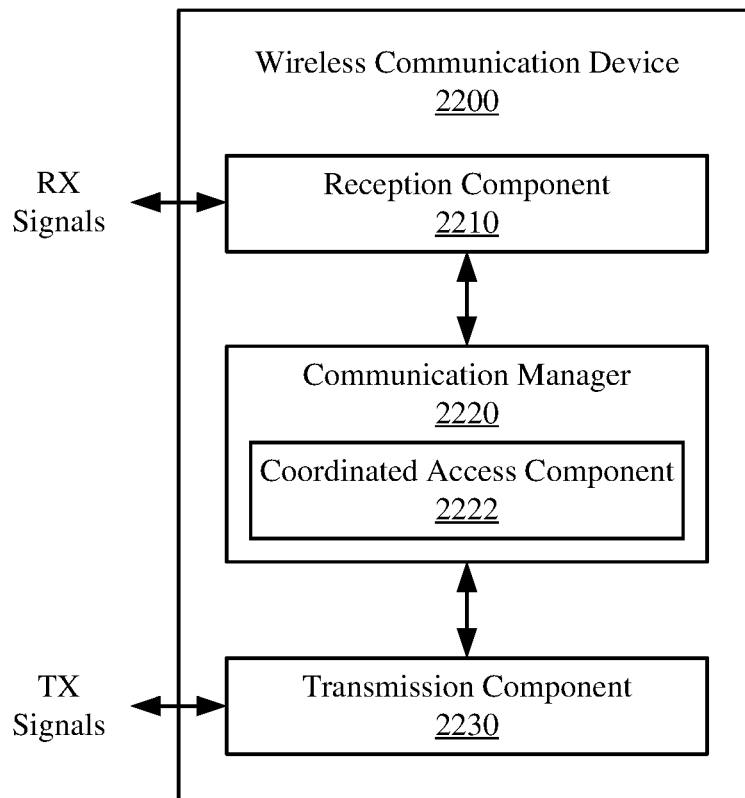 Wireless Communication Device
2200
RX
Signals
Reception Component
2210
Communication Manager
2220
Coordinated Access Component
2222
TX
Signals
Transmission Component
2230